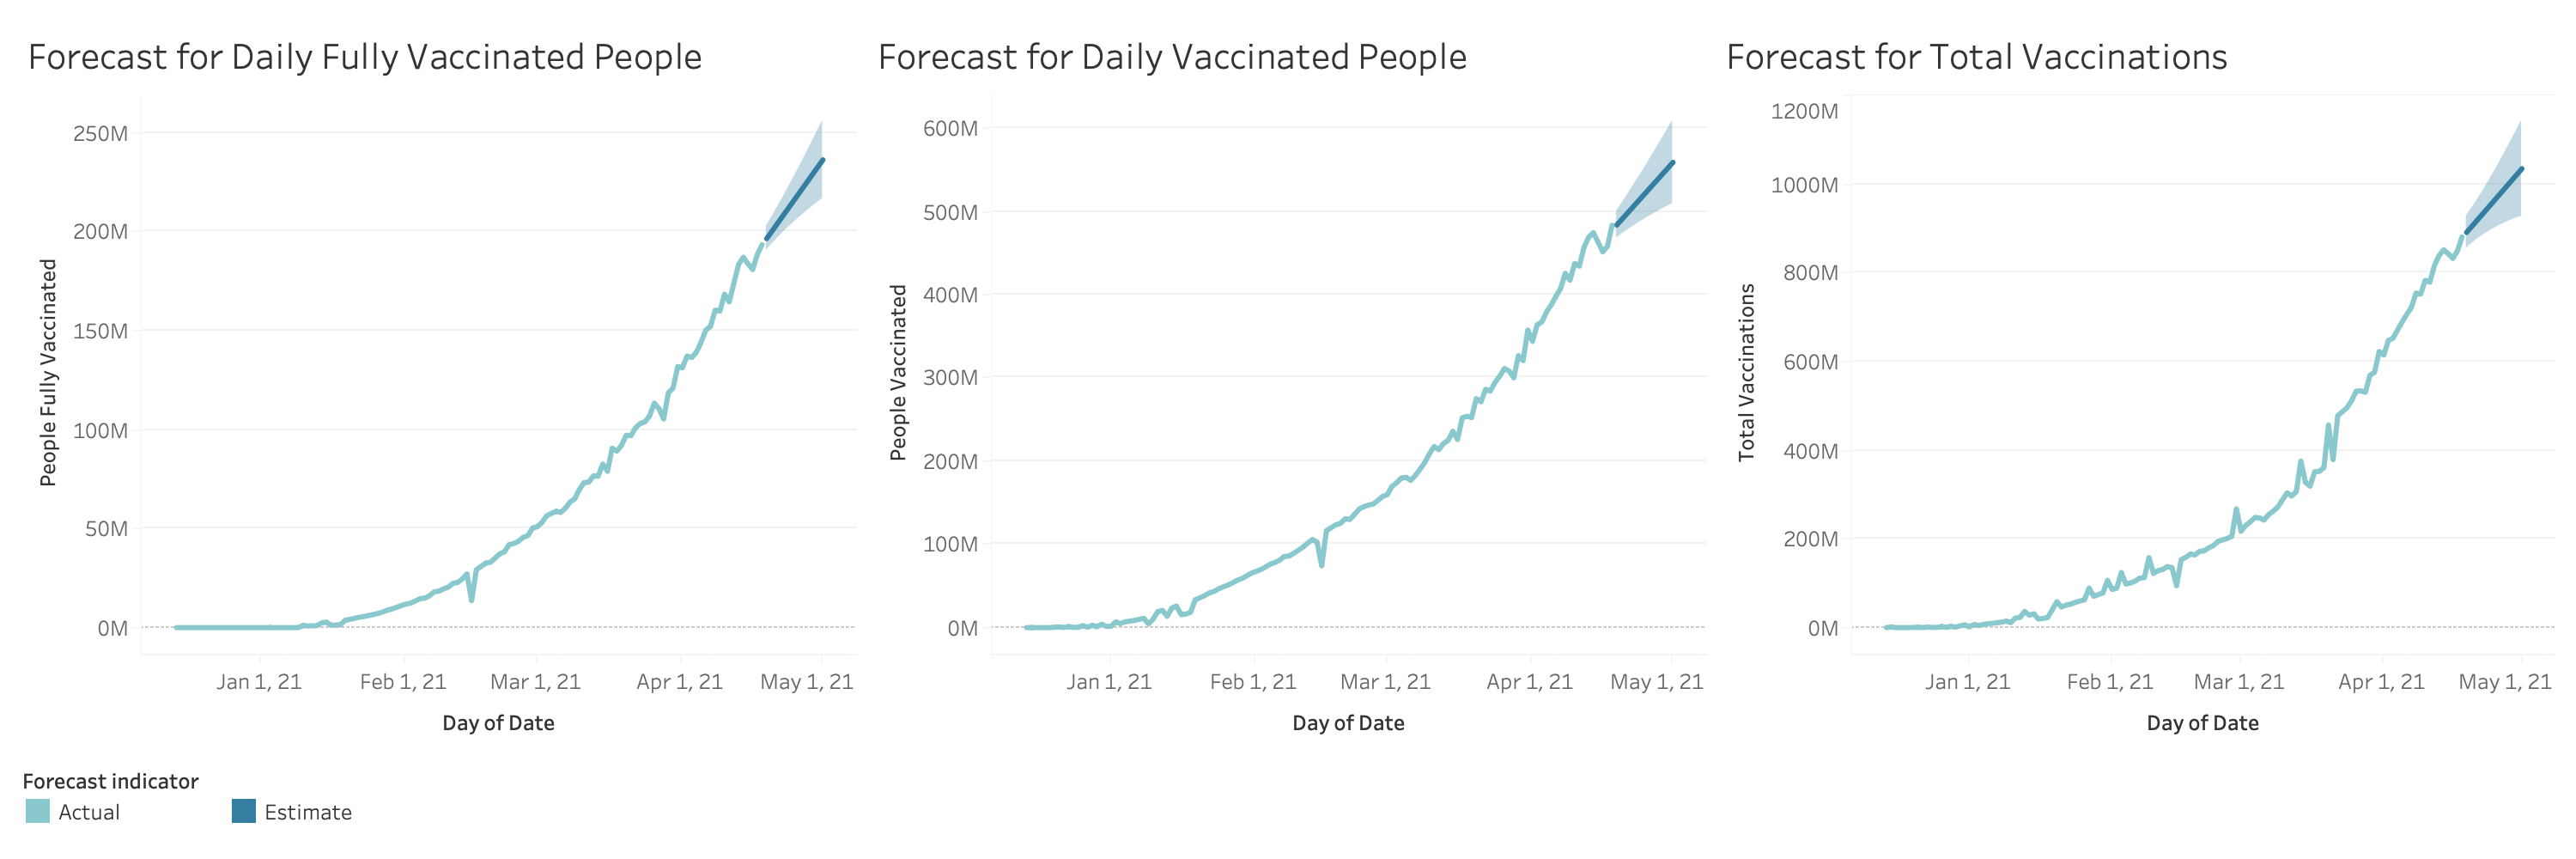 Forecast for Daily Fully Vaccinated People
250M
200M
150M
100M
50M
0M
People Fully Vaccinated
Jan 1, 21
Feb 1, 21
Mar 1, 21
Apr 1, 21
May 1, 21
Day of Date
Forecast for Daily Vaccinated People
600M
500M
400M
300M
200M
100M
0M
People Vaccinated
Jan 1, 21
Feb 1, 21
Mar 1, 21
Apr 1, 21
May 1, 21
Day of Date
Forecast for Total Vaccinations
1200M
1000M
800M
600M
400M
200M
0M
Total Vaccinations
Jan 1, 21
Feb 1, 21
Mar 1, 21
Apr 1, 21
May 1, 21
Day of Date
Forecast indicator
Actual
Estimate